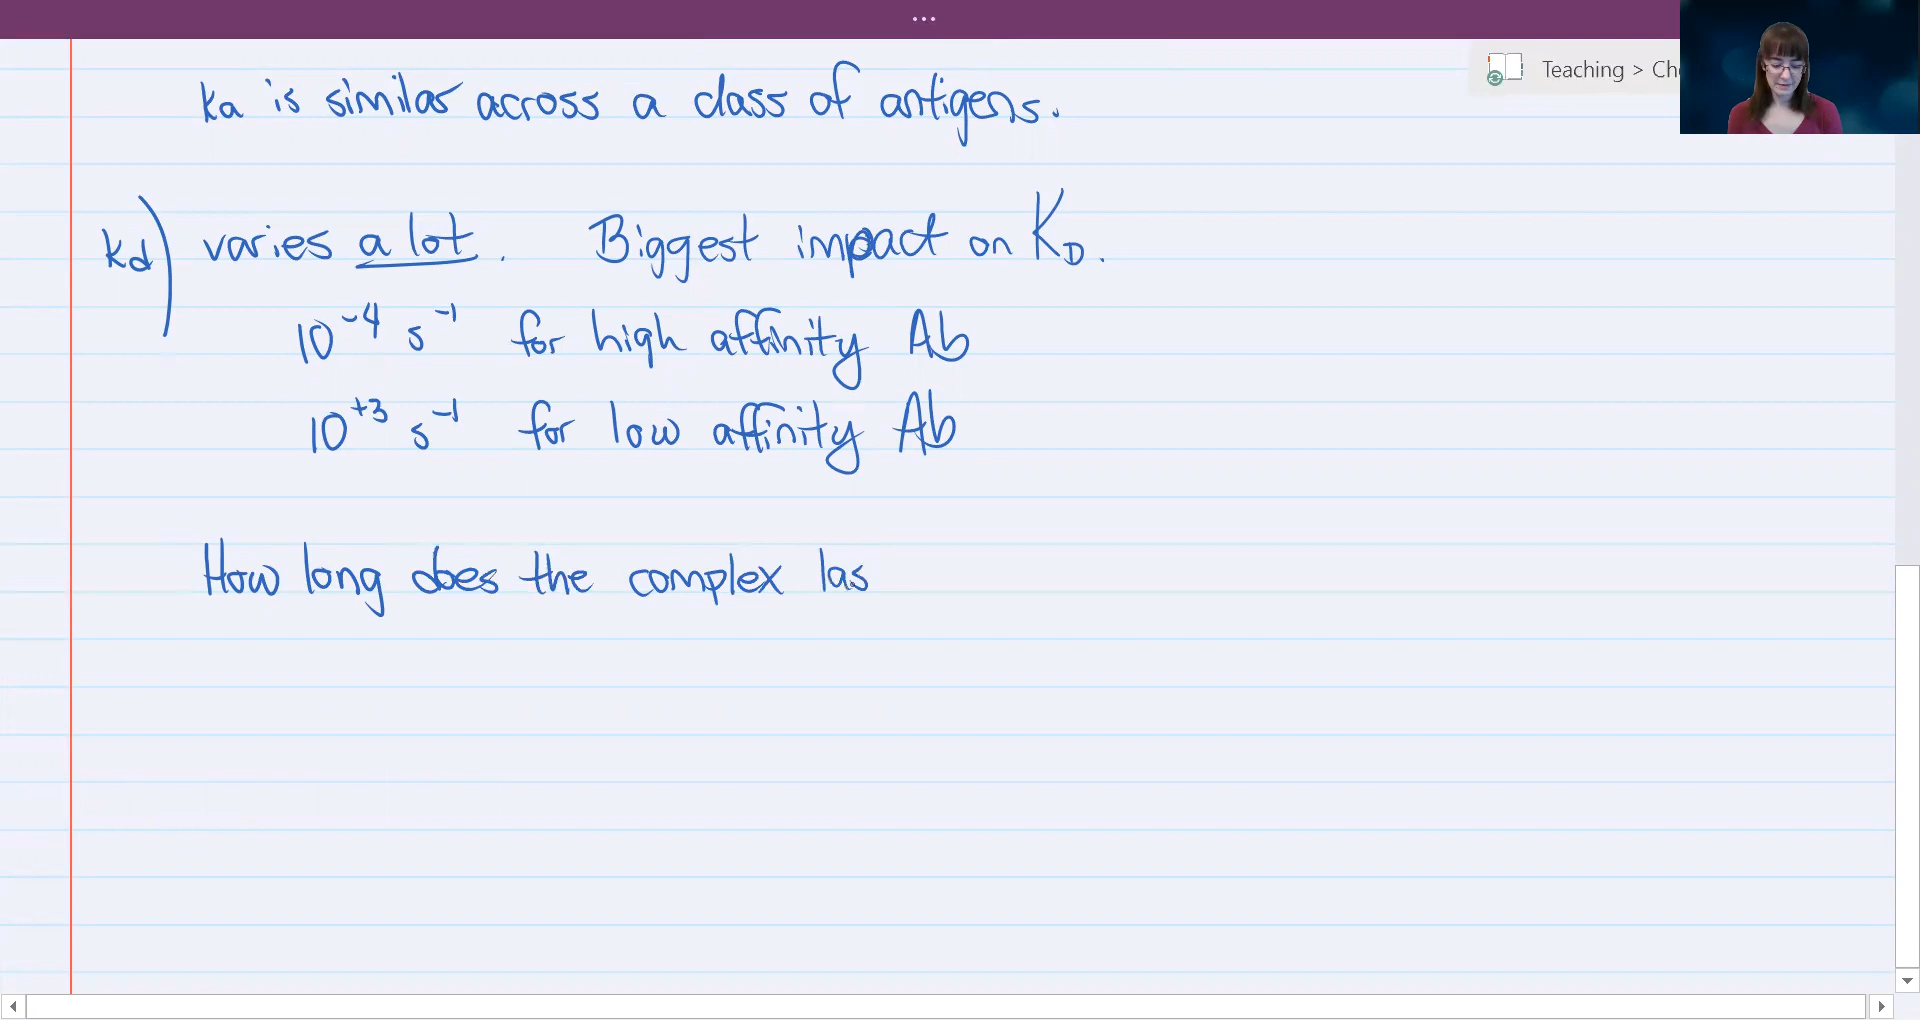 ...
Teaching > Ch
ka is similar across a class of antigens.
kd) varies a lot. Biggest impact on KD.
10⁻⁴ s⁻¹ for high affinity Ab
10⁺³ s⁻¹ for low affinity Ab
How long does the complex las